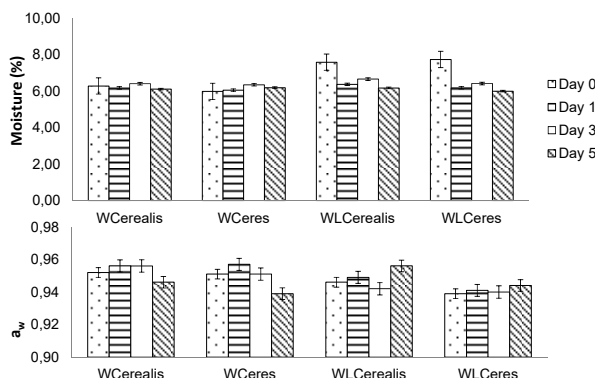 10,00
8,00
6,00
4,00
2,00
0,00
Moisture (%)
WCerealis WCeres WLCerealis WLCeres
Day 0
Day 1
Day 3
Day 5
0,98
0,96
0,94
0,92
0,90
aw
WCerealis WCeres WLCerealis WLCeres